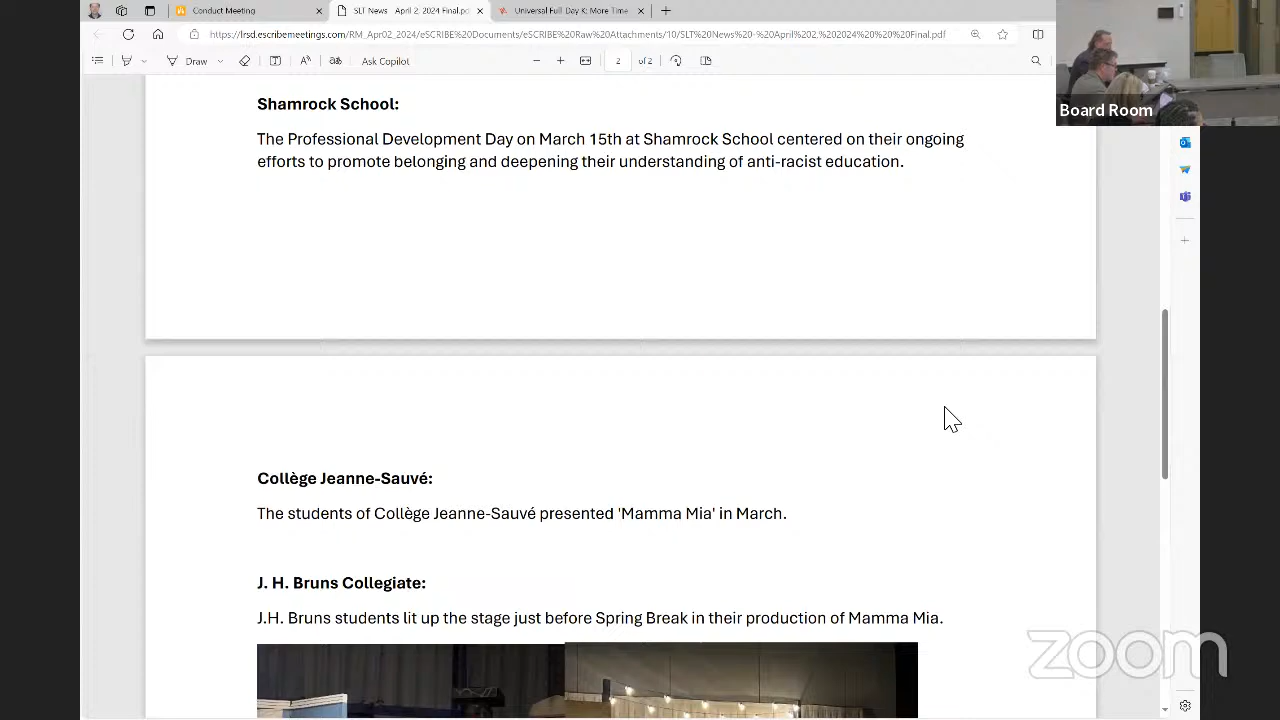 Conduct Meeting
SLT News - April 2, 2024 Final.pc
Universal Full Day K: More Time
https://lrsd.escribemeetings.com/RM_Apr02_2024/eSCRIBE%20Documents/eSCRIBE%20Raw%20Attachments/10/SLT%20News%20-%20April%202.%202024%20%20%20Final.pdf
Draw
Ask Copilot
2
of 2
Board Room
Shamrock School:
The Professional Development Day on March 15th at Shamrock School centered on their ongoing
efforts to promote belonging and deepening their understanding of anti-racist education.
Collège Jeanne-Sauvé:
The students of Collège Jeanne-Sauvé presented 'Mamma Mia' in March.
J. H. Bruns Collegiate:
J.H. Bruns students lit up the stage just before Spring Break in their production of Mamma Mia.
zoom